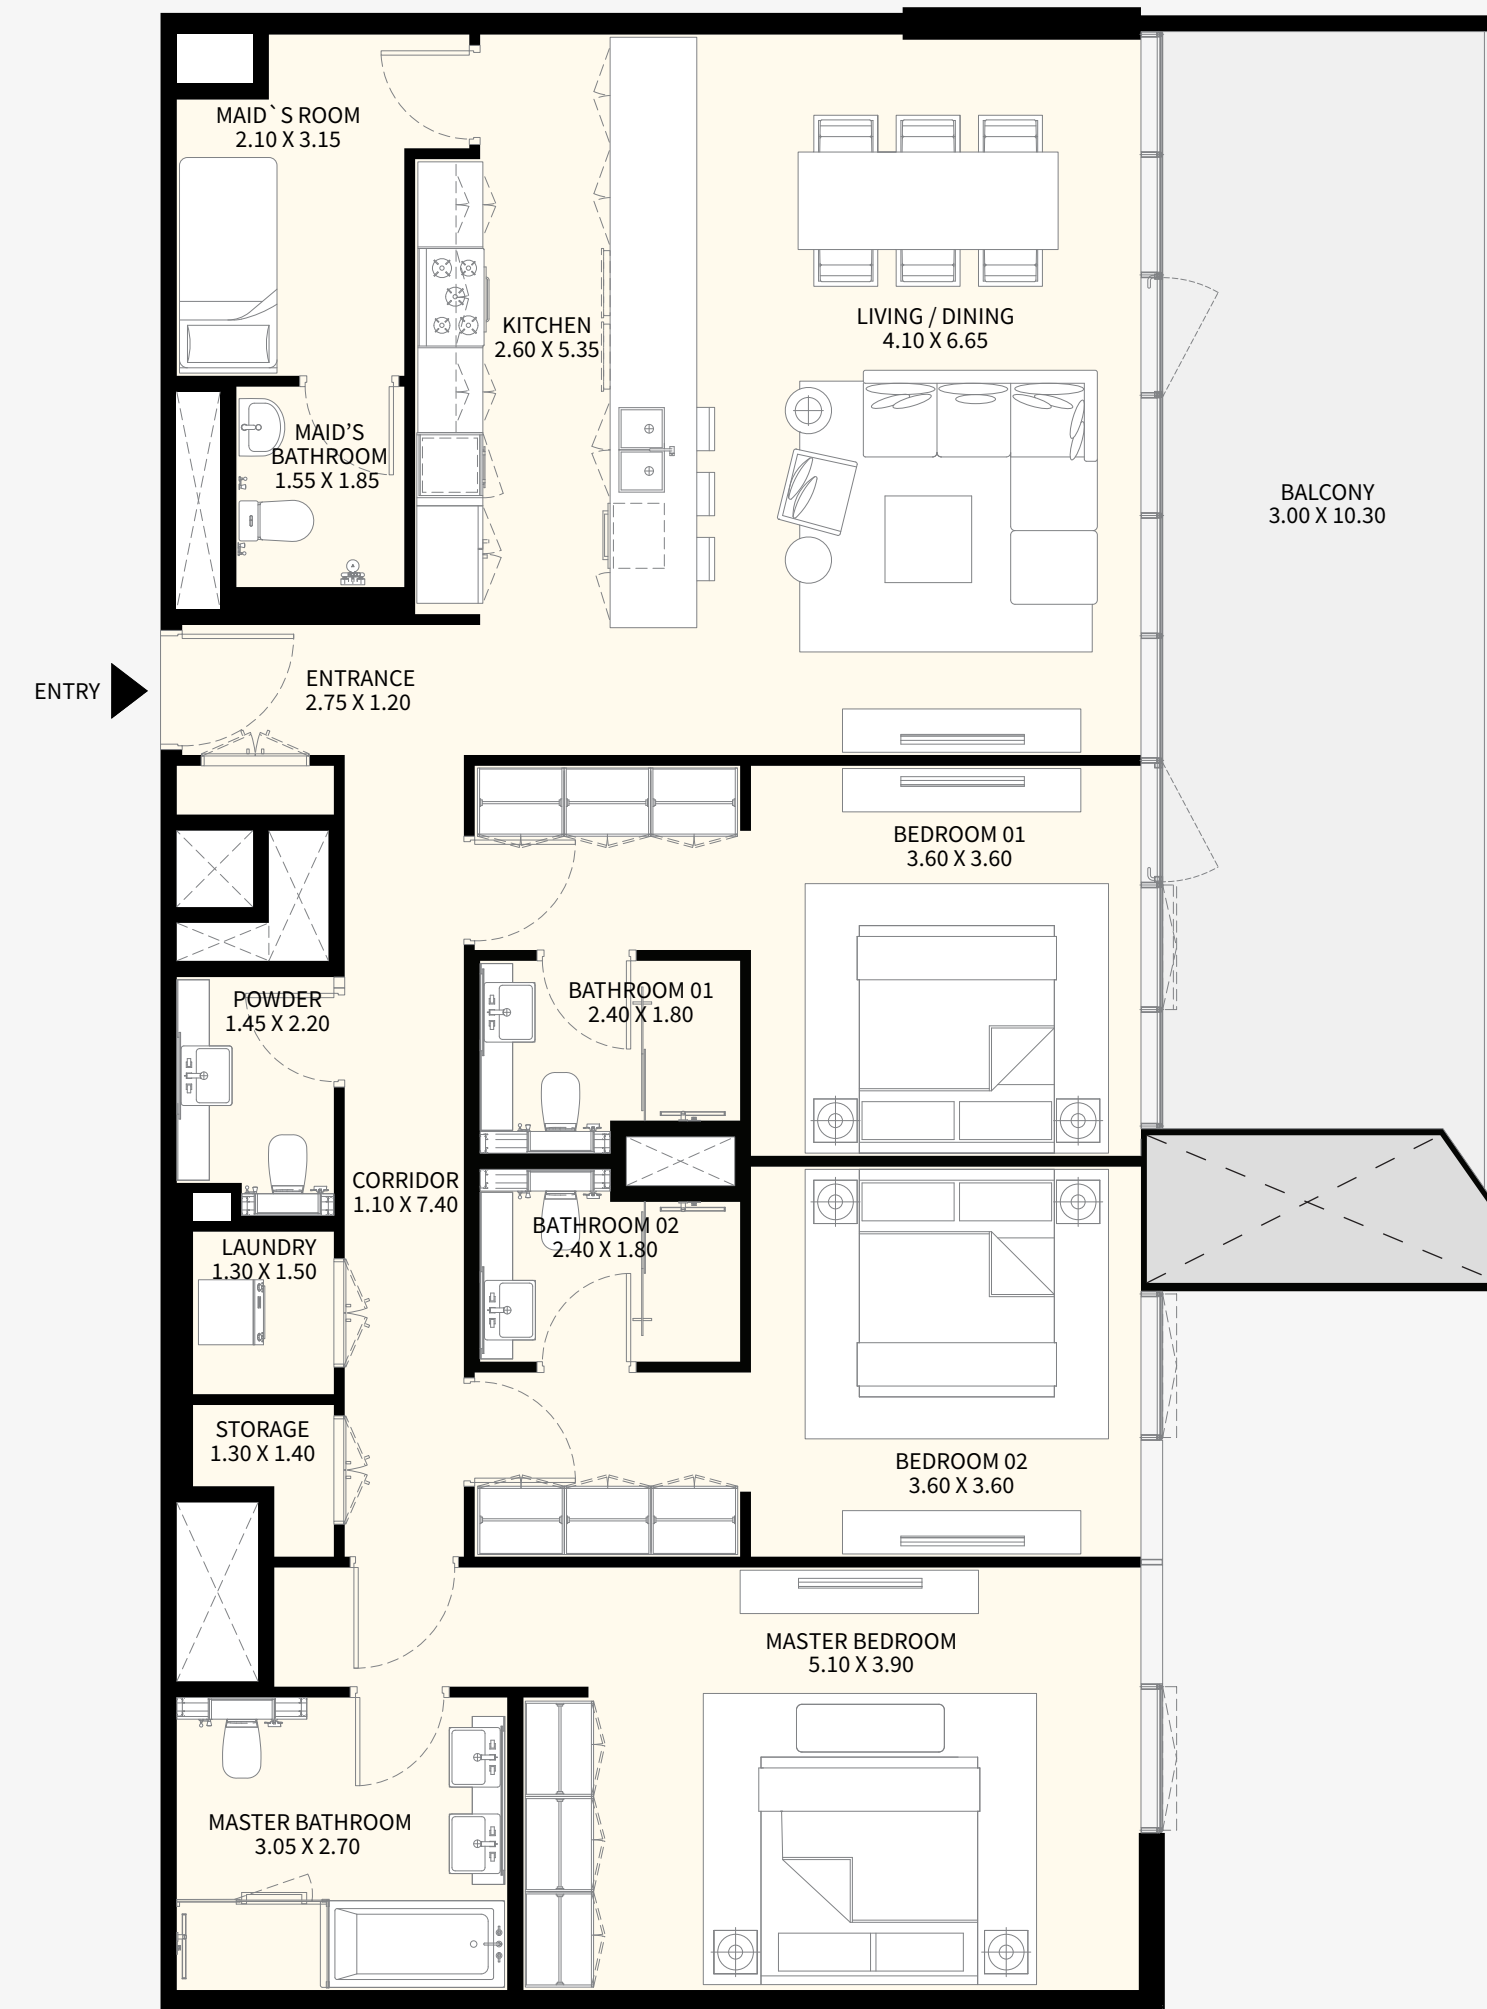 MAID`S ROOM
2.10 X 3.15
KITCHEN
2.60 X 5.35
LIVING / DINING
4.10 X 6.65
MAID’S
BATHROOM
1.55 X 1.85
BALCONY
3.00 X 10.30
ENTRY
ENTRANCE
2.75 X 1.20
BEDROOM 01
3.60 X 3.60
POWDER
1.45 X 2.20
BATHROOM 01
2.40 X 1.80
CORRIDOR
1.10 X 7.40
BATHROOM 02
2.40 X 1.80
LAUNDRY
1.30 X 1.50
STORAGE
1.30 X 1.40
BEDROOM 02
3.60 X 3.60
MASTER BEDROOM
5.10 X 3.90
MASTER BATHROOM
3.05 X 2.70